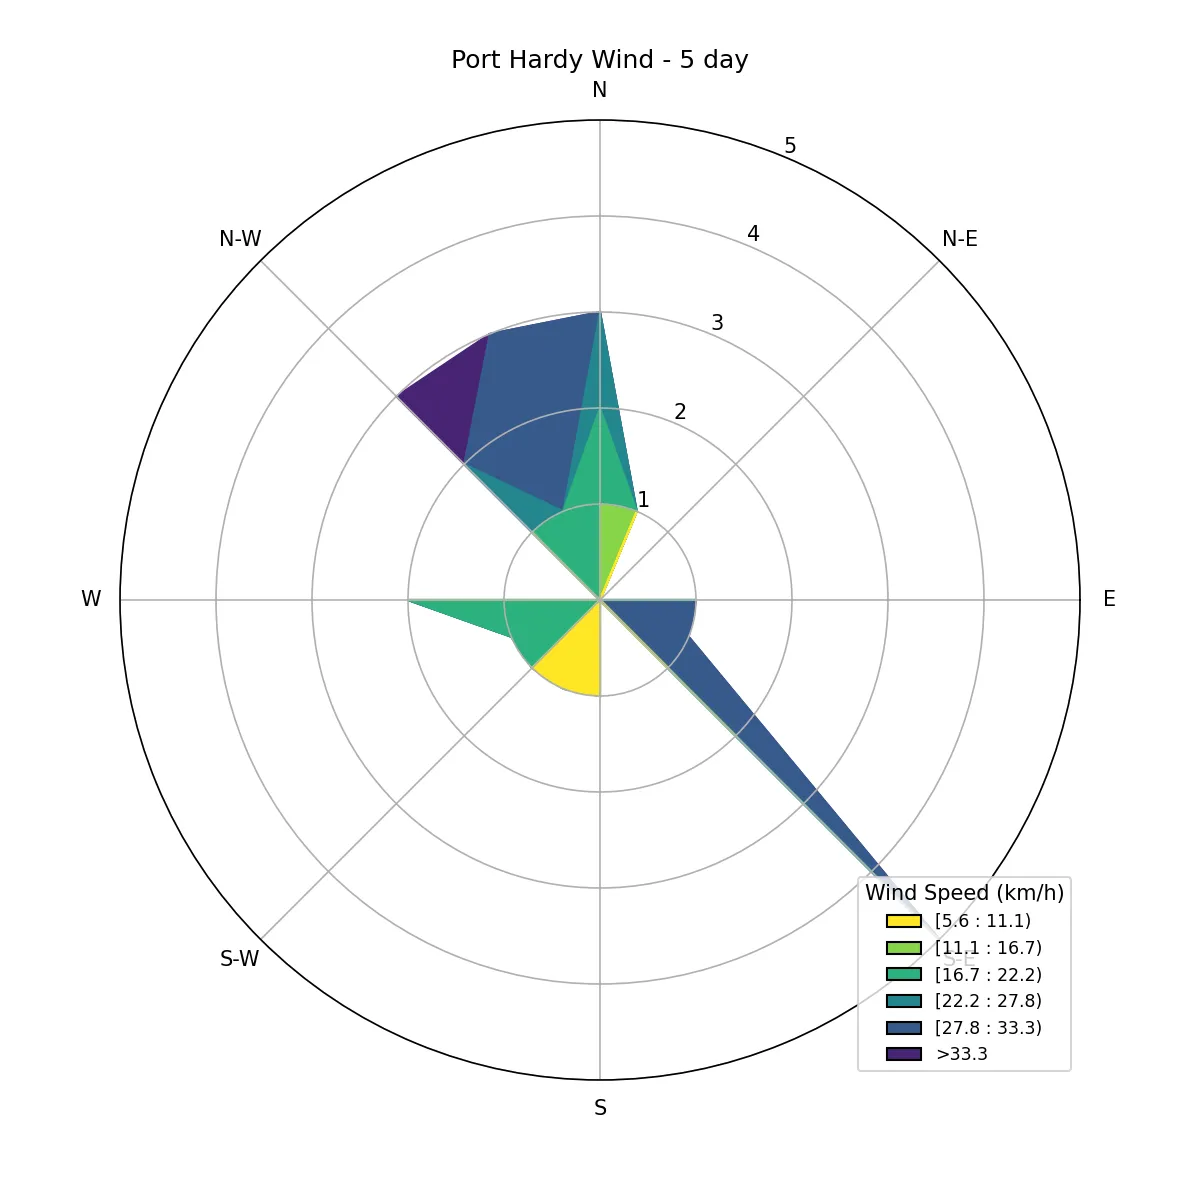 Port Hardy Wind - 5 day
N
5
N-W
N-E
4
3
2
1
W
E
Wind Speed (km/h)
[5.6 : 11.1)
[11.1 : 16.7)
S-W
S-E
[16.7 : 22.2)
[22.2 : 27.8)
[27.8 : 33.3)
>33.3
S